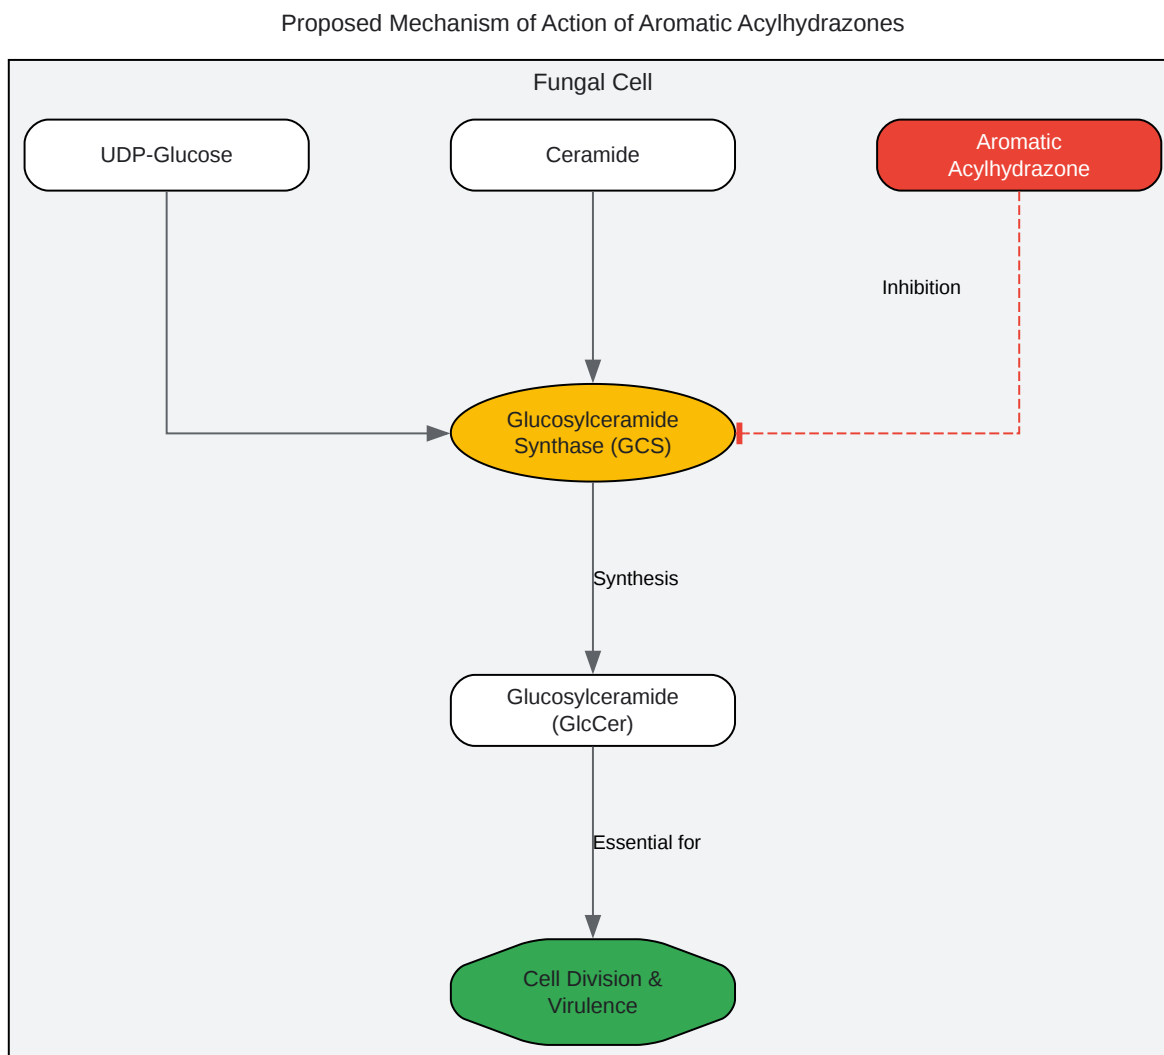 Proposed Mechanism of Action of Aromatic Acylhydrazones
Fungal Cell
UDP-Glucose
Ceramide
Aromatic
Acylhydrazone
Inhibition
Glucosylceramide
Synthase (GCS)
Synthesis
Glucosylceramide
(GlcCer)
Essential for
Cell Division &
Virulence